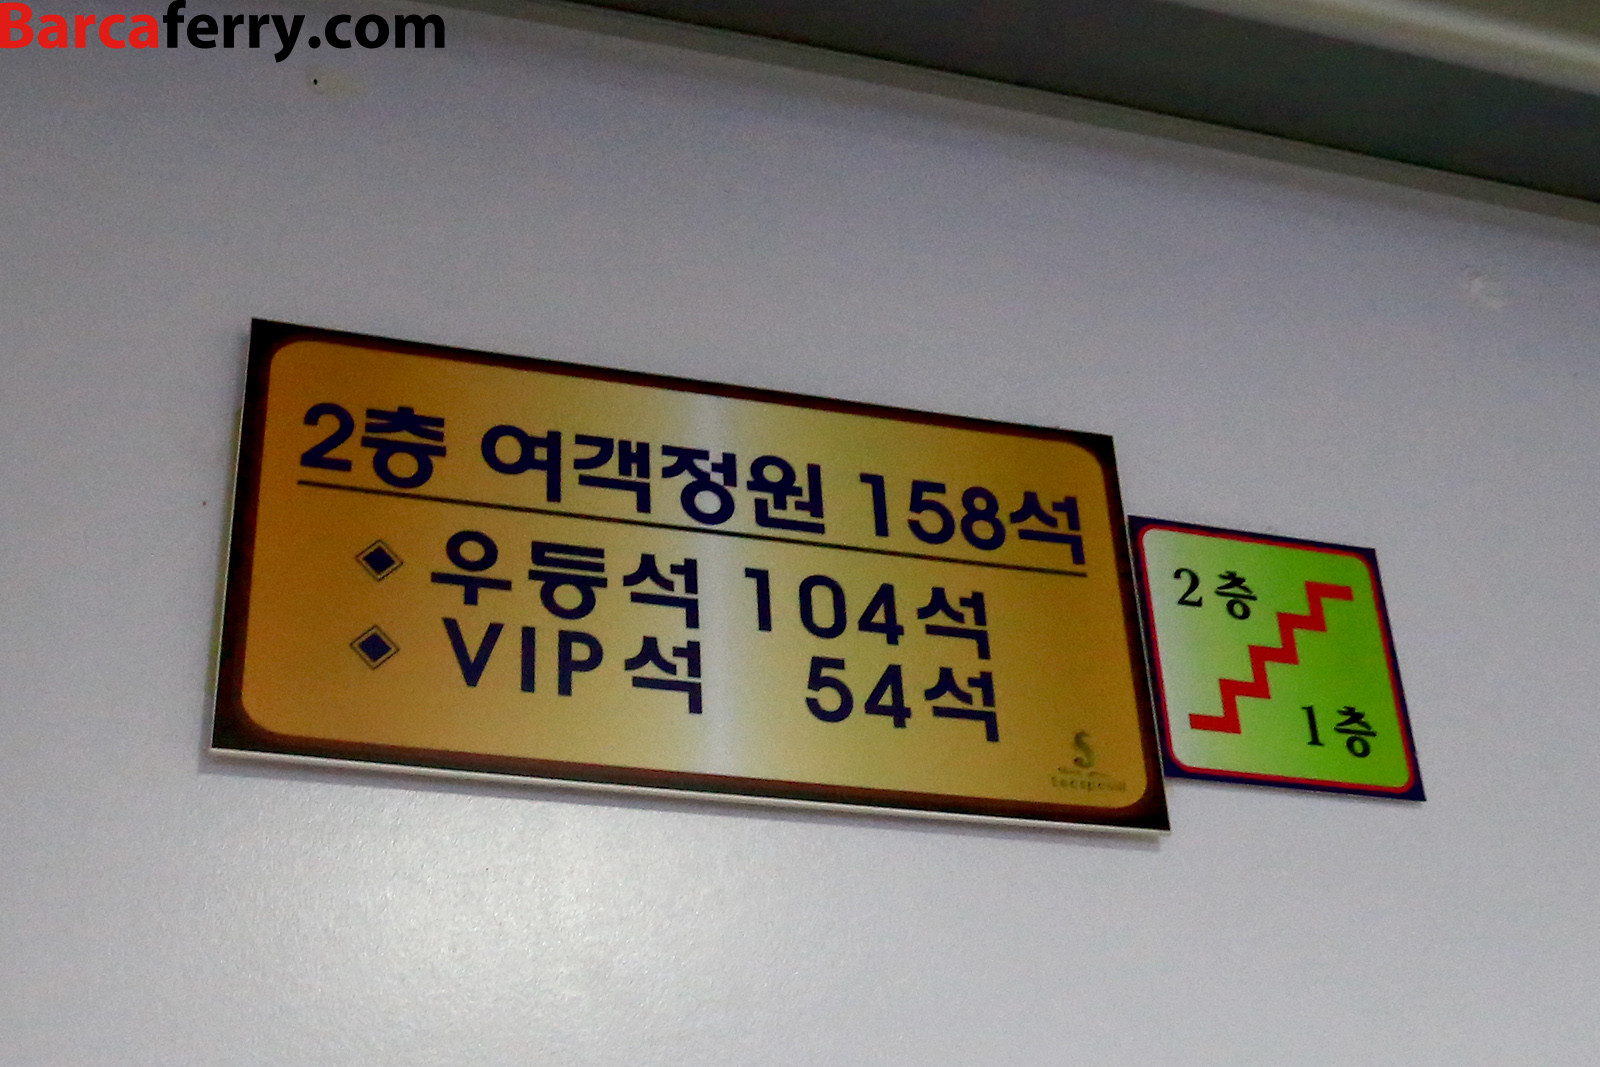 Barcaferry.com
2층 여객정원 158석
◈ 우등석 104석
◈ VIP석 54석
2층
1층